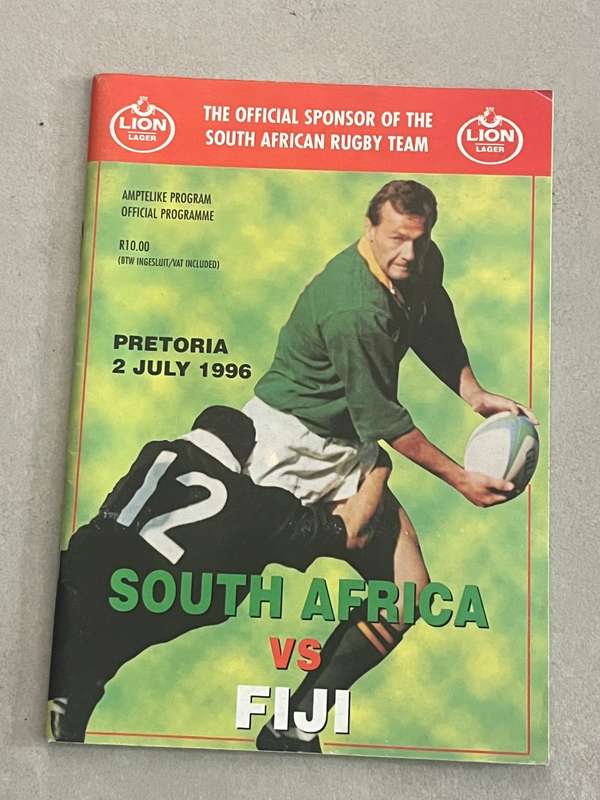 LION
LAGER
THE OFFICIAL SPONSOR OF THE
SOUTH AFRICAN RUGBY TEAM
LION
LAGER
AMPTELIKE PROGRAM
OFFICIAL PROGRAMME
R10.00
(BTW INGESLUIT/VAT INCLUDED)
PRETORIA
2 JULY 1996
12
SOUTH AFRICA
VS
FIJI